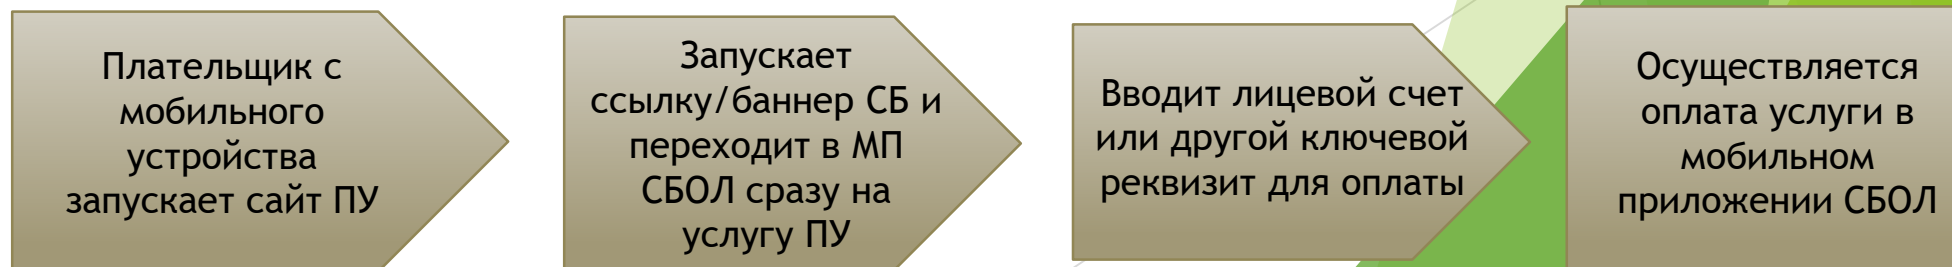 Плательщик с
мобильного
устройства
запускает сайт ПУ
Запускает
ссылку/баннер СБ и
переходит в МП
СБОЛ сразу на
услугу ПУ
Вводит лицевой счет
или другой ключевой
реквизит для оплаты
Осуществляется
оплата услуги в
мобильном
приложении СБОЛ